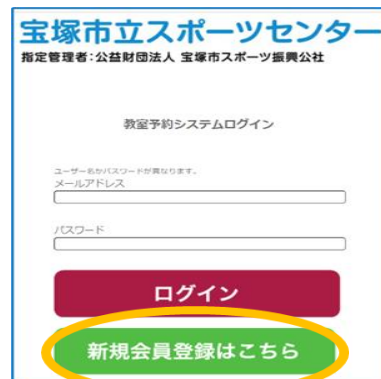 宝塚市立スポーツセンター
指定管理者:公益財団法人 宝塚市スポーツ振興公社
教室予約システムログイン
ユーザー名かパスワードが異なります。
メールアドレス
パスワード
ログイン
新規会員登録はこちら